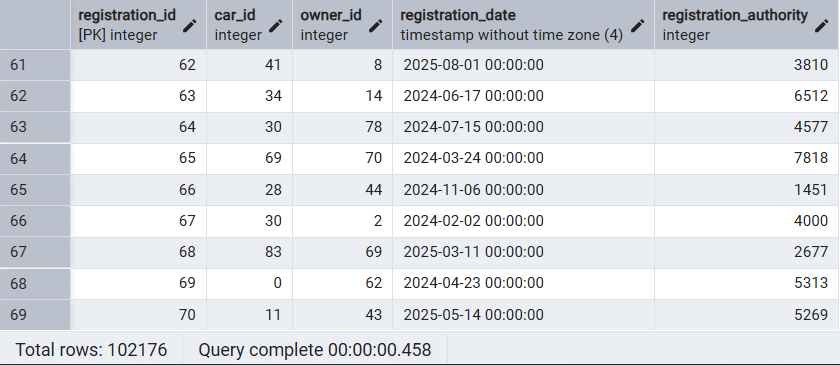 registration_id car_id owner_id registration_date registration_authority
[PK] integer integer integer timestamp without time zone (4) integer
61 62 41 8 2025-08-01 00:00:00 3810
62 63 34 14 2024-06-17 00:00:00 6512
63 64 30 78 2024-07-15 00:00:00 4577
64 65 69 70 2024-03-24 00:00:00 7818
65 66 28 44 2024-11-06 00:00:00 1451
66 67 30 2 2024-02-02 00:00:00 4000
67 68 83 69 2025-03-11 00:00:00 2677
68 69 0 62 2024-04-23 00:00:00 5313
69 70 11 43 2025-05-14 00:00:00 5269
Total rows: 102176 Query complete 00:00:00.458